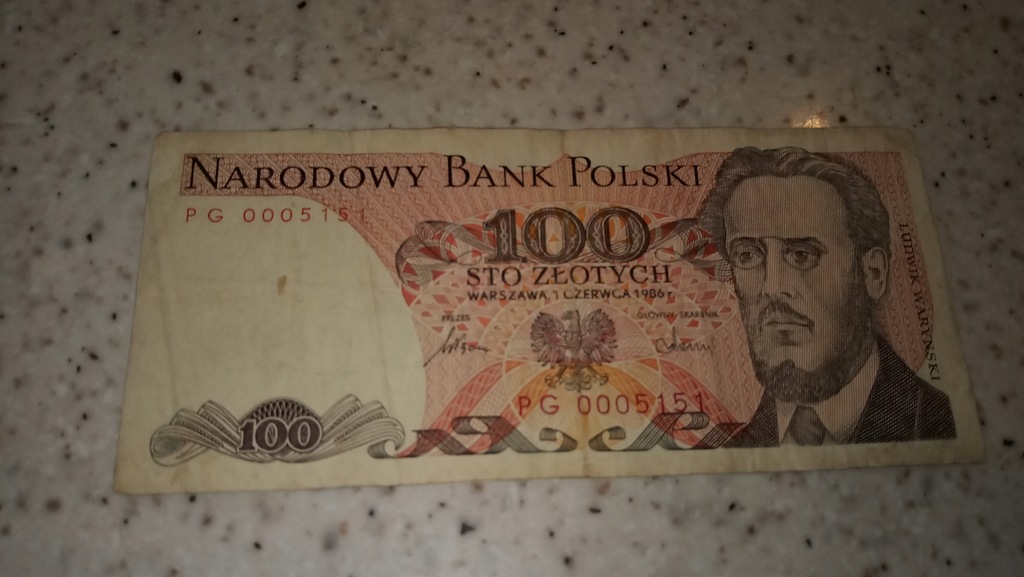 NARODOWY BANK POLSKI
PG 0005151
100
STO ZŁOTYCH
WARSZAWA, 1 CZERWCA 1986 r.
PREZES
GŁÓWNY SKARBNIK
LUDWIK WARYŃSKI
PG 0005151
100